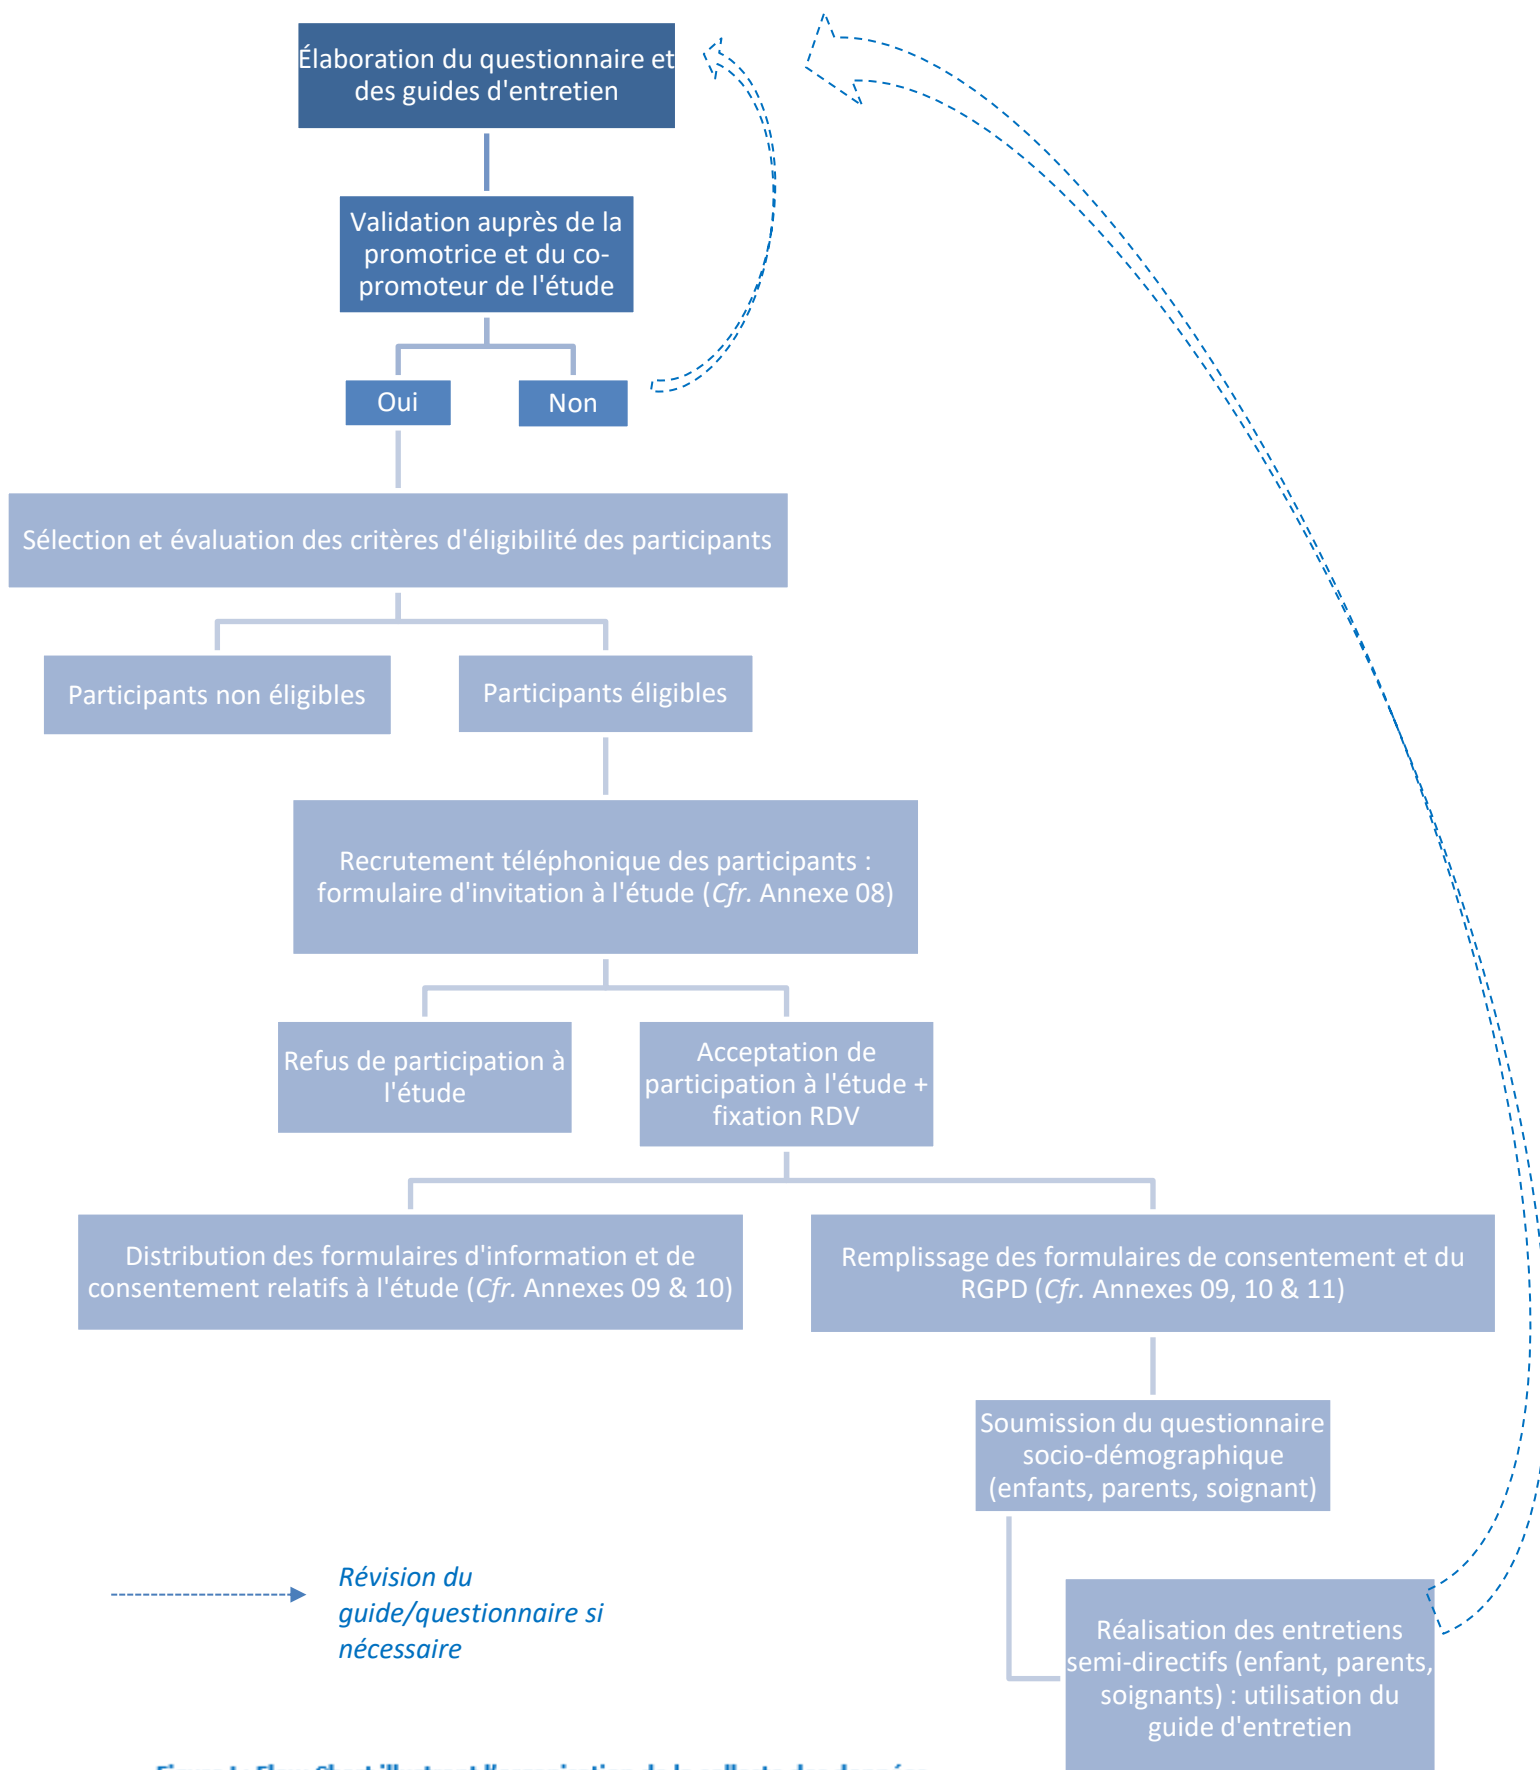 Élaboration du questionnaire et
des guides d'entretien
Validation auprès de la
promotrice et du co-
promoteur de l'étude
Oui
Non
Sélection et évaluation des critères d'éligibilité des participants
Participants non éligibles
Participants éligibles
Recrutement téléphonique des participants :
formulaire d'invitation à l'étude (Cfr. Annexe 08)
Refus de participation à
l'étude
Acceptation de
participation à l'étude +
fixation RDV
Distribution des formulaires d'information et de
consentement relatifs à l'étude (Cfr. Annexes 09 & 10)
Remplissage des formulaires de consentement et du
RGPD (Cfr. Annexes 09, 10 & 11)
Soumission du questionnaire
socio-démographique
(enfants, parents, soignant)
Révision du
guide/questionnaire si
nécessaire
Réalisation des entretiens
semi-directifs (enfant, parents,
soignants) : utilisation du
guide d'entretien